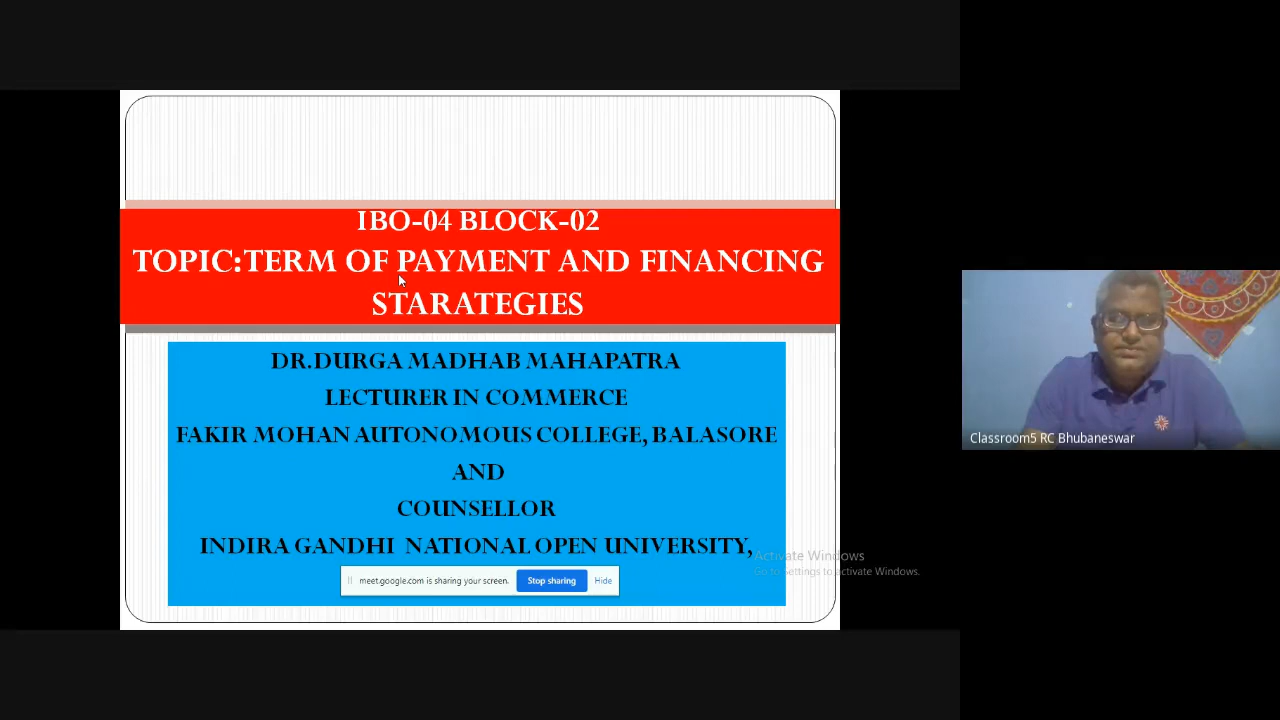 IBO-04 BLOCK-02
TOPIC:TERM OF PAYMENT AND FINANCING
STARATEGIES
DR.DURGA MADHAB MAHAPATRA
LECTURER IN COMMERCE
FAKIR MOHAN AUTONOMOUS COLLEGE, BALASORE
AND
COUNSELLOR
INDIRA GANDHI NATIONAL OPEN UNIVERSITY,
meet.google.com is sharing your screen. Stop sharing Hide
Activate Windows
Go to Settings to activate Windows.
Classroom5 RC Bhubaneswar